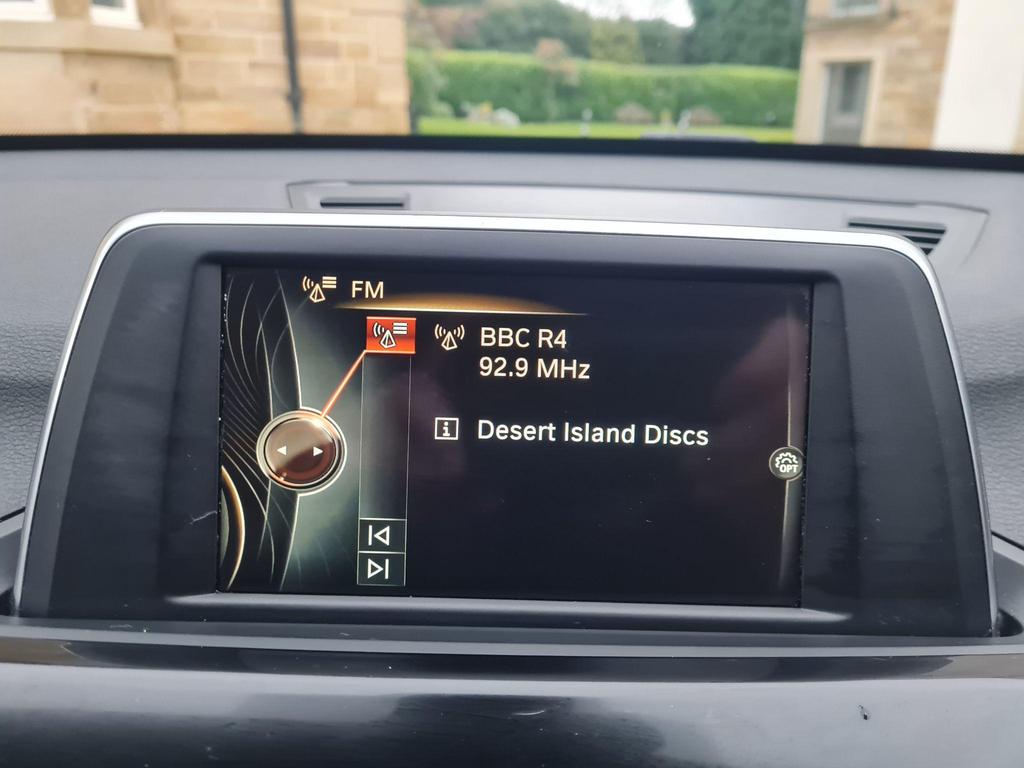 FM
BBC R4
92.9 MHz
Desert Island Discs
OPT